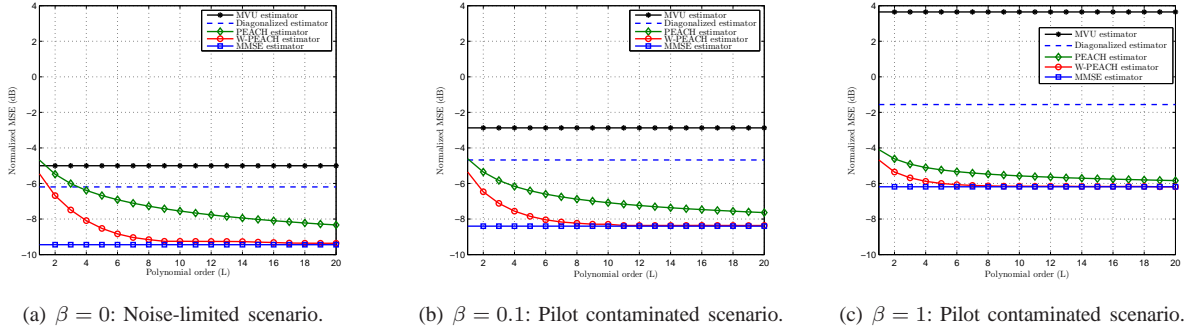 4
2
0
−2
−4
−6
−8
−10
Normalized MSE (dB)
2 4 6 8 10 12 14 16 18 20
Polynomial order (L)
MVU estimator
Diagonalized estimator
PEACH estimator
W-PEACH estimator
MMSE estimator
(a) β = 0: Noise-limited scenario.
4
2
0
−2
−4
−6
−8
−10
Normalized MSE (dB)
2 4 6 8 10 12 14 16 18 20
Polynomial order (L)
MVU estimator
Diagonalized estimator
PEACH estimator
W-PEACH estimator
MMSE estimator
(b) β = 0.1: Pilot contaminated scenario.
4
2
0
−2
−4
−6
−8
−10
Normalized MSE (dB)
2 4 6 8 10 12 14 16 18 20
Polynomial order (L)
MVU estimator
Diagonalized estimator
PEACH estimator
W-PEACH estimator
MMSE estimator
(c) β = 1: Pilot contaminated scenario.